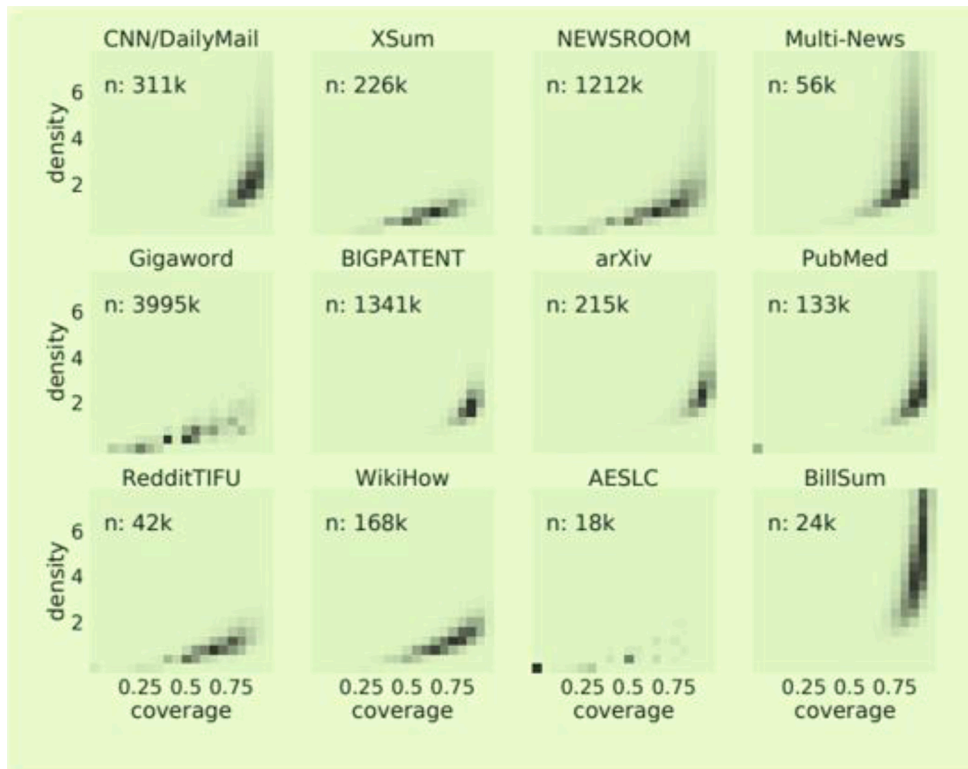 CNN/DailyMail XSum NEWSROOM Multi-News
n: 311k n: 226k n: 1212k n: 56k
density
6
4
2
Gigaword BIGPATENT arXiv PubMed
n: 3995k n: 1341k n: 215k n: 133k
density
6
4
2
RedditTIFU WikiHow AESLC BillSum
n: 42k n: 168k n: 18k n: 24k
density
6
4
2
0.25 0.5 0.75 0.25 0.5 0.75 0.25 0.5 0.75 0.25 0.5 0.75
coverage coverage coverage coverage